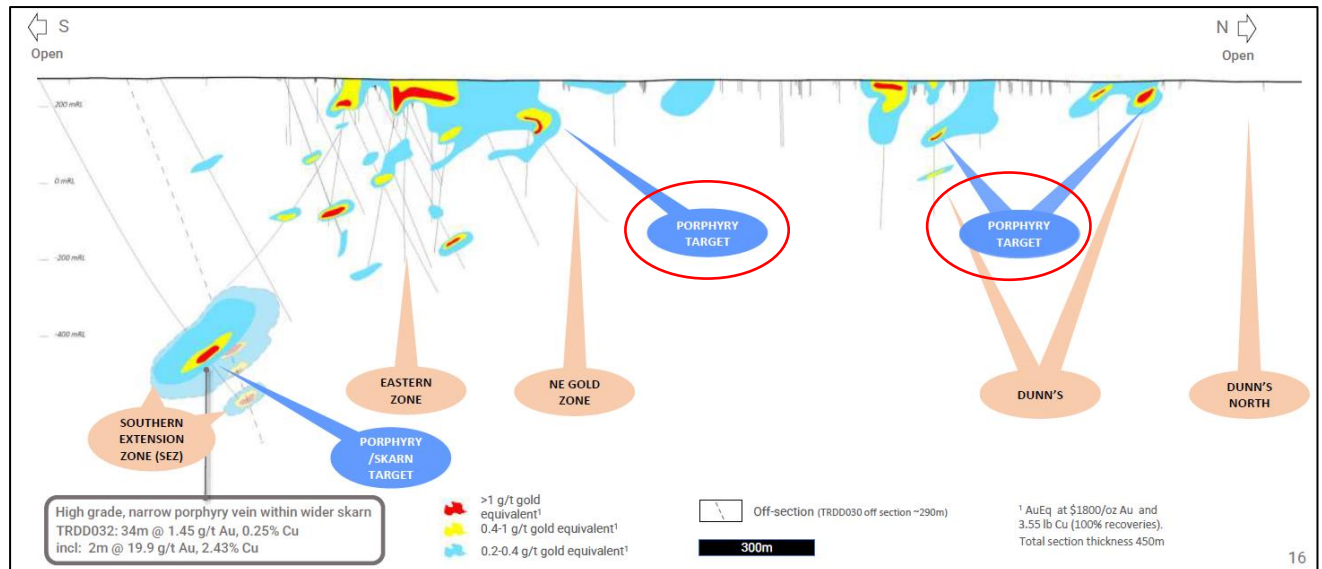 S
Open
N
Open
200 mRL
0 mRL
-200 mRL
-400 mRL
PORPHYRY
TARGET
PORPHYRY
TARGET
EASTERN
ZONE
NE GOLD
ZONE
DUNN'S
DUNN'S
NORTH
SOUTHERN
EXTENSION
ZONE (SEZ)
PORPHYRY
/SKARN
TARGET
High grade, narrow porphyry vein within wider skarn
TRDD032: 34m @ 1.45 g/t Au, 0.25% Cu
incl: 2m @ 19.9 g/t Au, 2.43% Cu
>1 g/t gold
equivalent¹
0.4-1 g/t gold equivalent¹
0.2-0.4 g/t gold equivalent¹
Off-section (TRDD030 off section ~290m)
300m
¹ AuEq at $1800/oz Au and
3.55 lb Cu (100% recoveries).
Total section thickness 450m
16